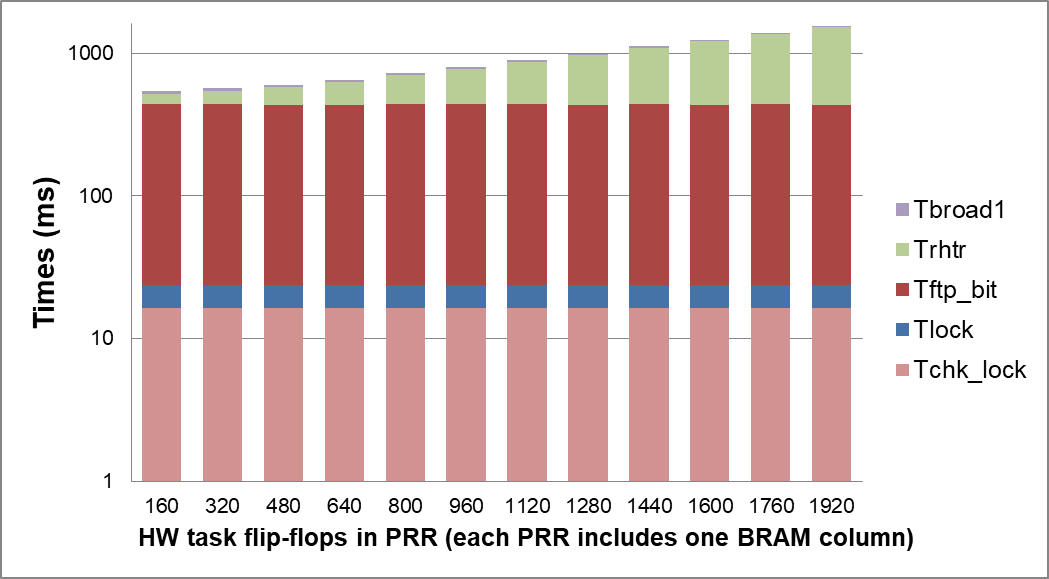 1000
100
10
1
Times (ms)
160 320 480 640 800 960 1120 1280 1440 1600 1760 1920
HW task flip-flops in PRR (each PRR includes one BRAM column)
Tbroad1
Trhtr
Tftp_bit
Tlock
Tchk_lock